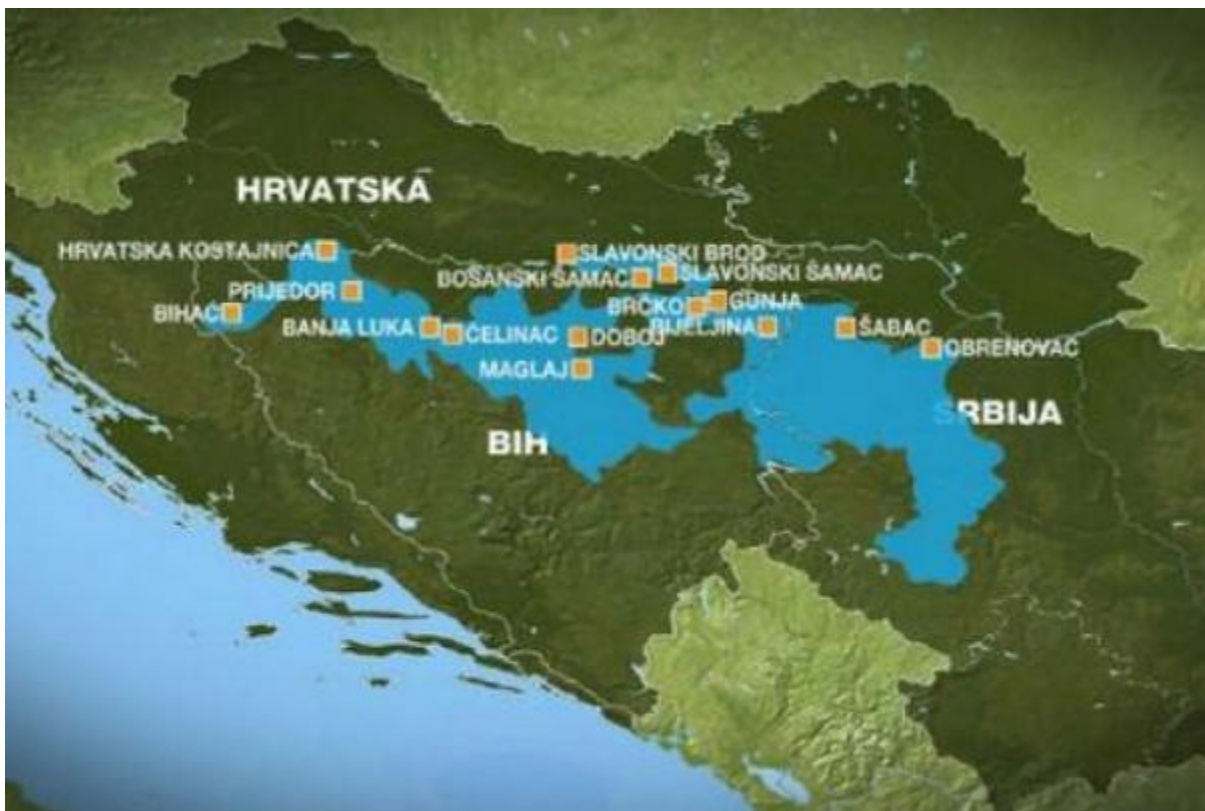 HRVATSKA
HRVATSKA KOSTAJNICA
SLAVONSKI BROD
BOSANSKI ŠAMAC
SLAVONSKI ŠAMAC
PRIJEDOR
BRČKO
GUNJA
BIHAĆ
BANJA LUKA
ČELINAC
DOBOJ
BIJELJINA
ŠABAC
OBRENOVAC
MAGLAJ
SRBIJA
BIH